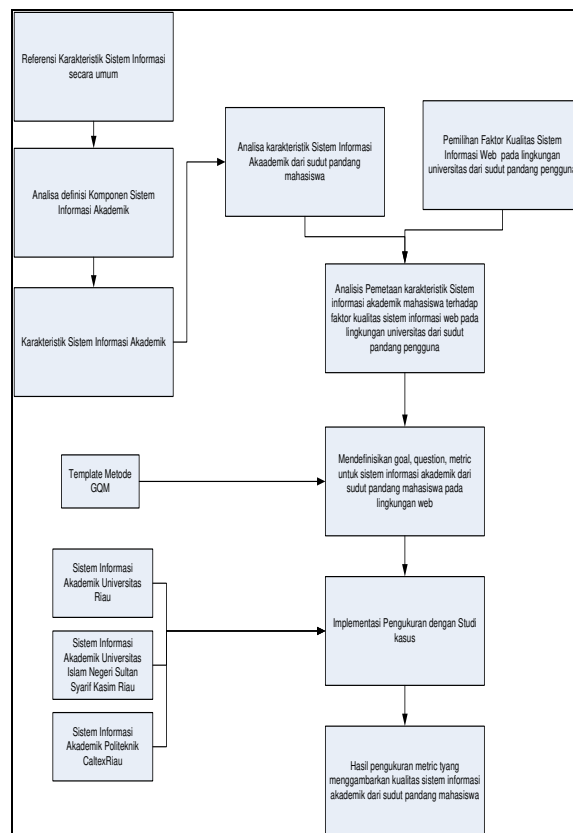 Referensi Karakteristik Sistem Informasi
secara umum
Analisa definisi Komponen Sistem
Informasi Akademik
Karakteristik Sistem Informasi Akademik
Analisa karakteristik Sistem Informasi
Akaademik dari sudut pandang
mahasiswa
Pemilihan Faktor Kualitas Sistem
Informasi Web pada lingkungan
universitas dari sudut pandang pengguna
Analisis Pemetaan karakteristik Sistem
informasi akademik mahasiswa terhadap
faktor kualitas sistem informasi web pada
lingkungan universitas dari sudut
pandang pengguna
Template Metode
GQM
Mendefinisikan goal, question, metric
untuk sistem informasi akademik dari
sudut pandang mahasiswa pada
lingkungan web
Sistem Informasi
Akademik Universitas
Riau
Sistem Informasi
Akademik Universitas
Islam Negeri Sultan
Syarif Kasim Riau
Sistem Informasi
Akademik Politeknik
CaltexRiau
Implementasi Pengukuran dengan Studi
kasus
Hasil pengukuran metric tyang
menggambarkan kualitas sistem informasi
akademik dari sudut pandang mahasiswa